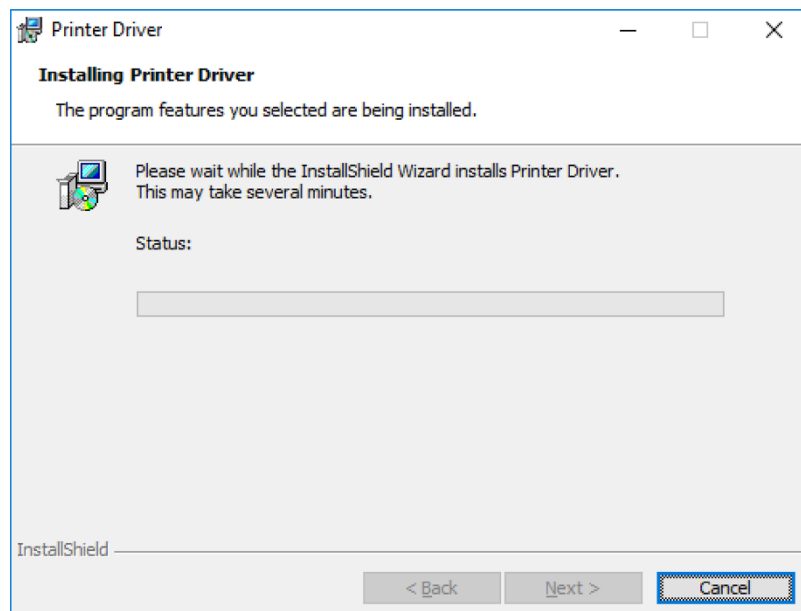 Printer Driver
Installing Printer Driver
The program features you selected are being installed.
Please wait while the InstallShield Wizard installs Printer Driver.
This may take several minutes.
Status:
InstallShield
< Back
Next >
Cancel